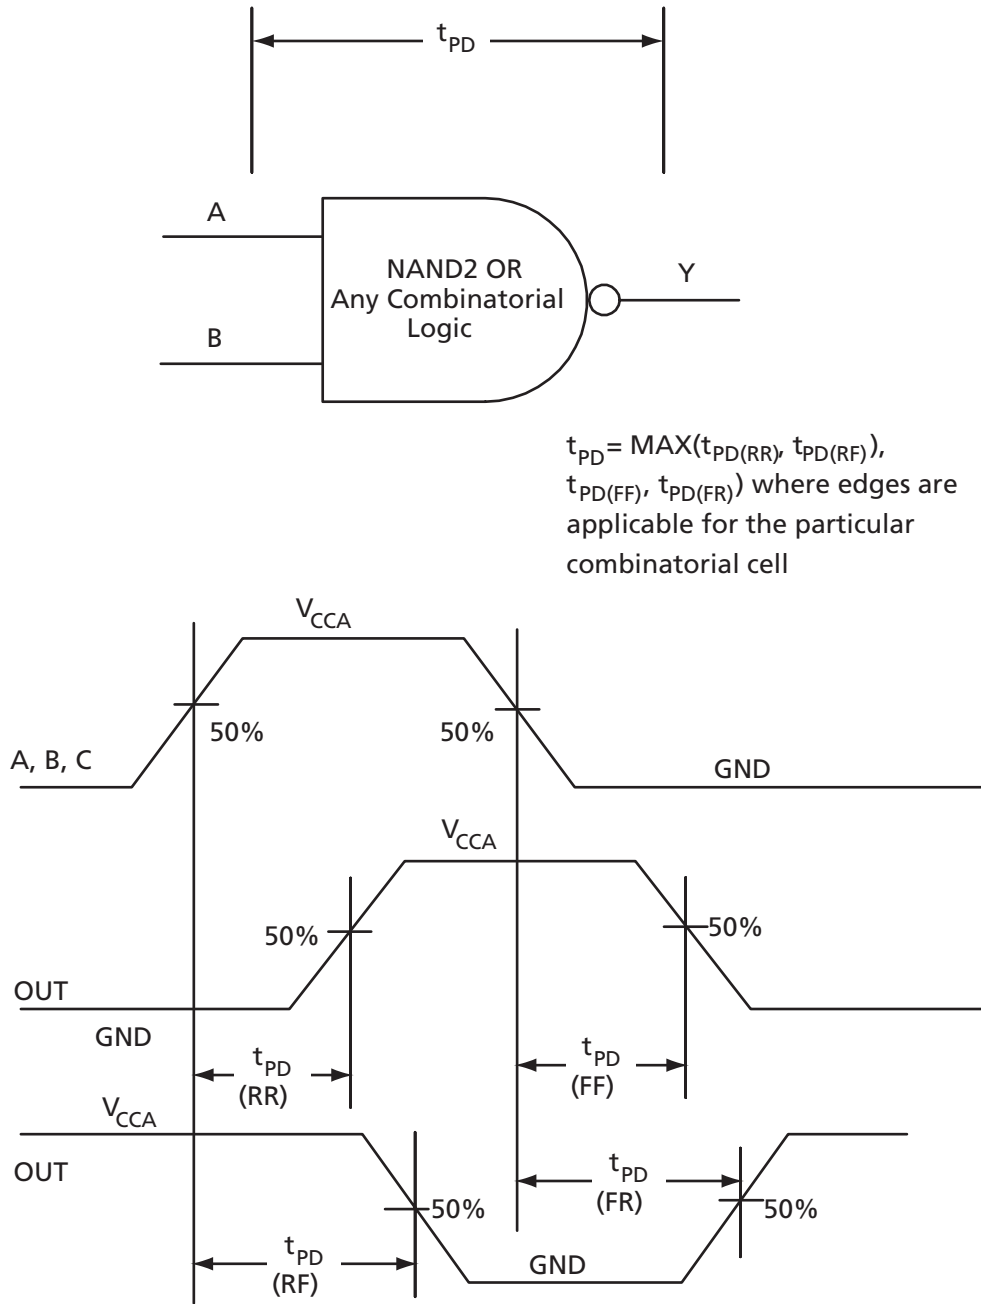 tPD
A
NAND2 OR
Any Combinatorial
Logic
Y
B
tPD= MAX(tPD(RR), tPD(RF)),
tPD(FF), tPD(FR)) where edges are
applicable for the particular
combinatorial cell
VCCA
50%
50%
A, B, C
GND
VCCA
50%
50%
OUT
GND
tPD
(RR)
tPD
(FF)
VCCA
OUT
tPD
(FR)
50%
50%
tPD
(RF)
GND